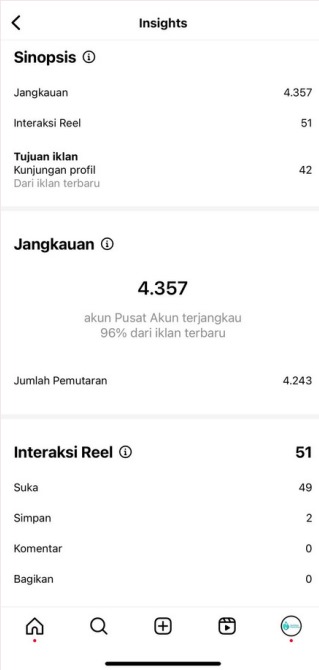 Insights
Sinopsis
Jangkauan 4.357
Interaksi Reel 51
Tujuan iklan
Kunjungan profil 42
Dari iklan terbaru
Jangkauan
4.357
akun Pusat Akun terjangkau
96% dari iklan terbaru
Jumlah Pemutaran 4.243
Interaksi Reel 51
Suka 49
Simpan 2
Komentar 0
Bagikan 0